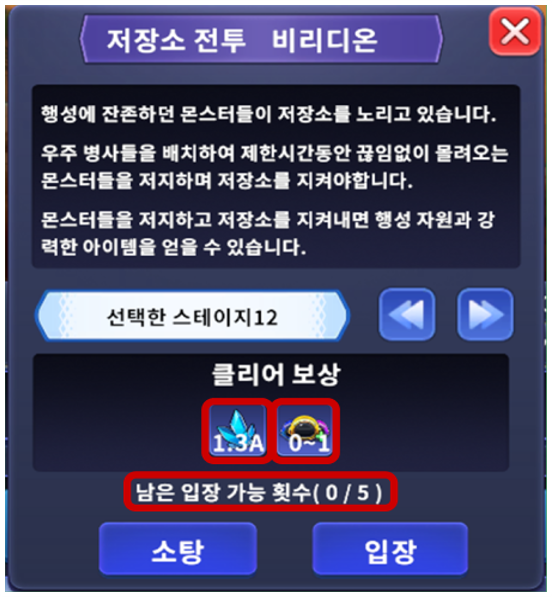 저장소 전투 비리디온
행성에 잔존하던 몬스터들이 저장소를 노리고 있습니다.
우주 병사들을 배치하여 제한시간동안 끊임없이 몰려오는
몬스터들을 저지하며 저장소를 지켜야합니다.
몬스터들을 저지하고 저장소를 지켜내면 행성 자원과 강
력한 아이템을 얻을 수 있습니다.
선택한 스테이지12
클리어 보상
1.3A 0~1
남은 입장 가능 횟수( 0 / 5 )
소탕 입장